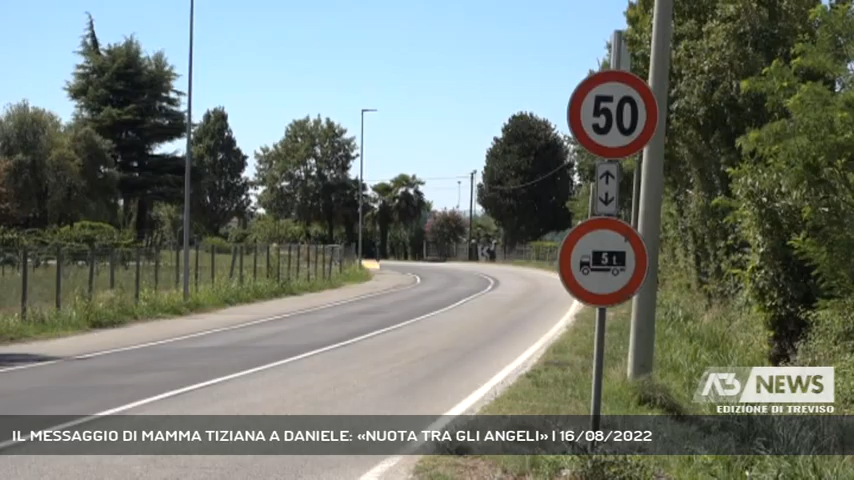 50
5 t
A3 NEWS
EDIZIONE DI TREVISO
IL MESSAGGIO DI MAMMA TIZIANA A DANIELE: «NUOTA TRA GLI ANGELI» | 16/08/2022